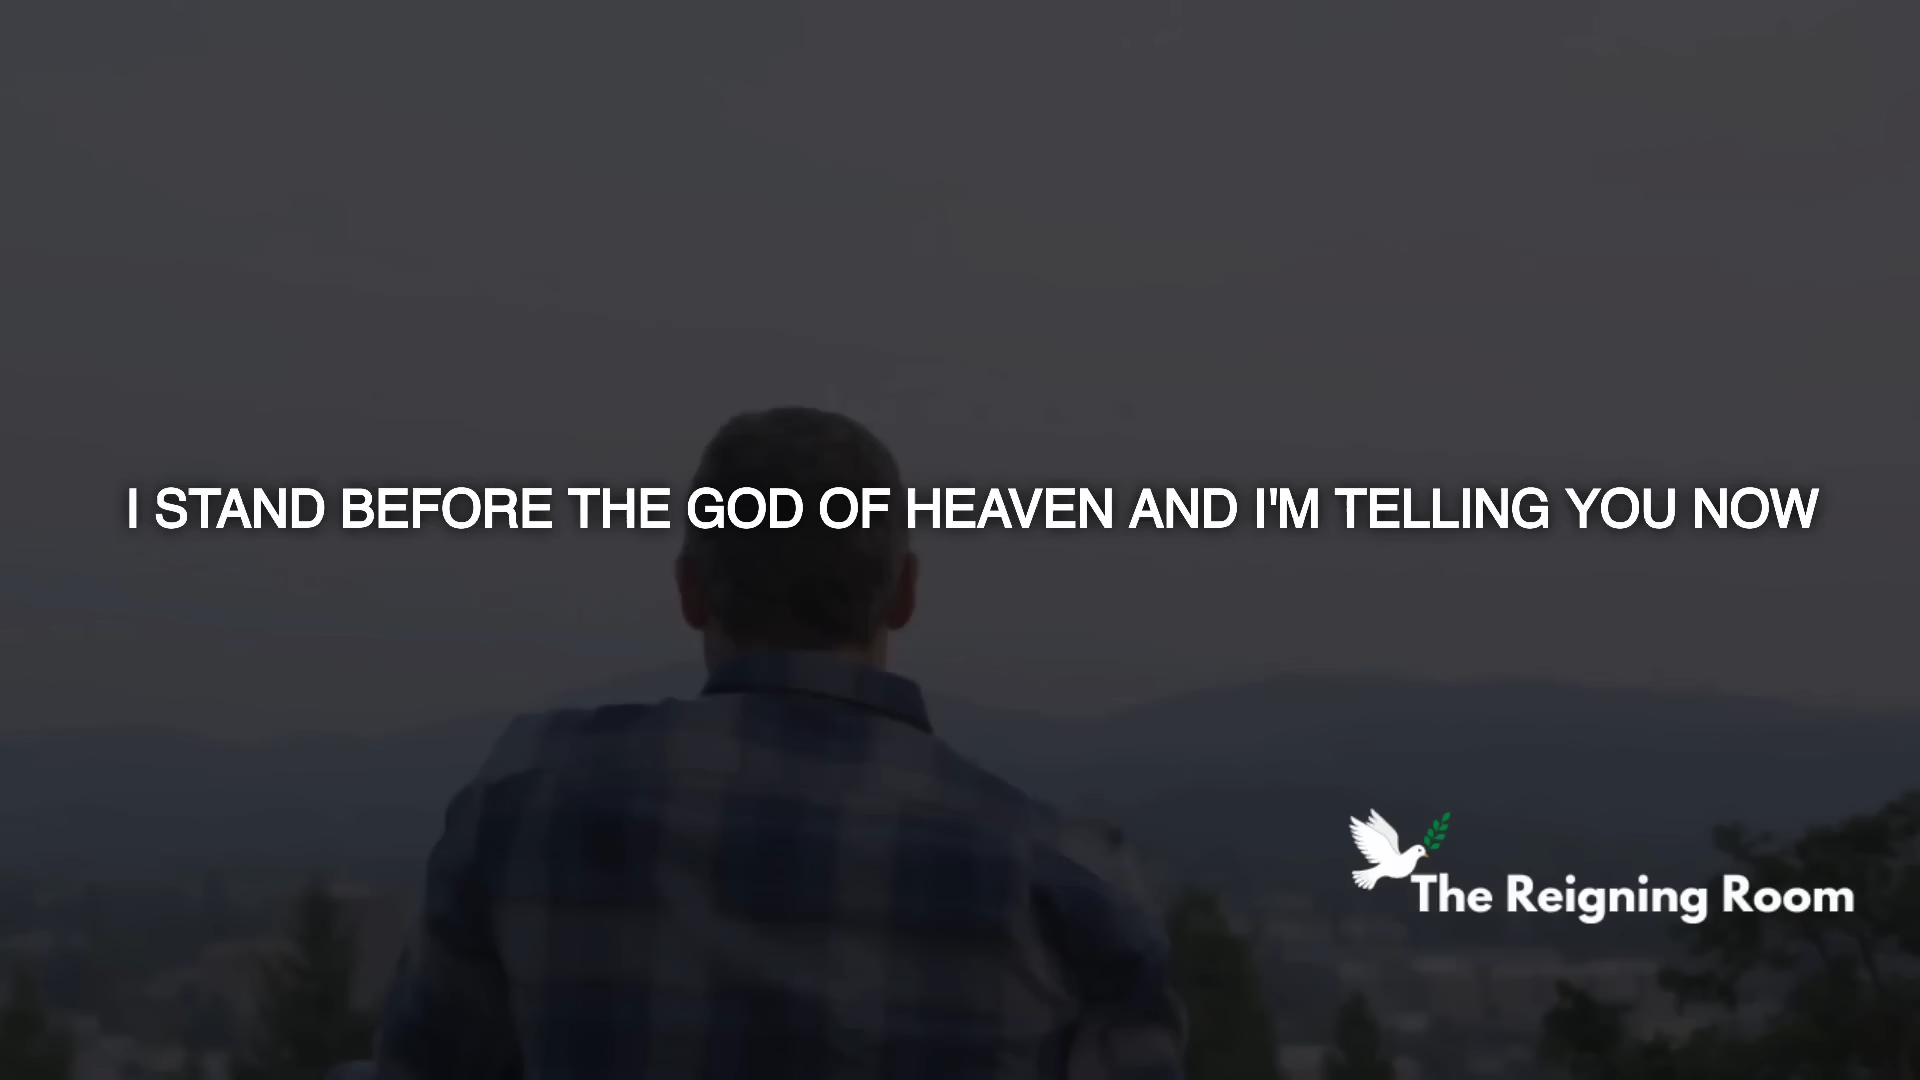 I STAND BEFORE THE GOD OF HEAVEN AND I'M TELLING YOU NOW
The Reigning Room